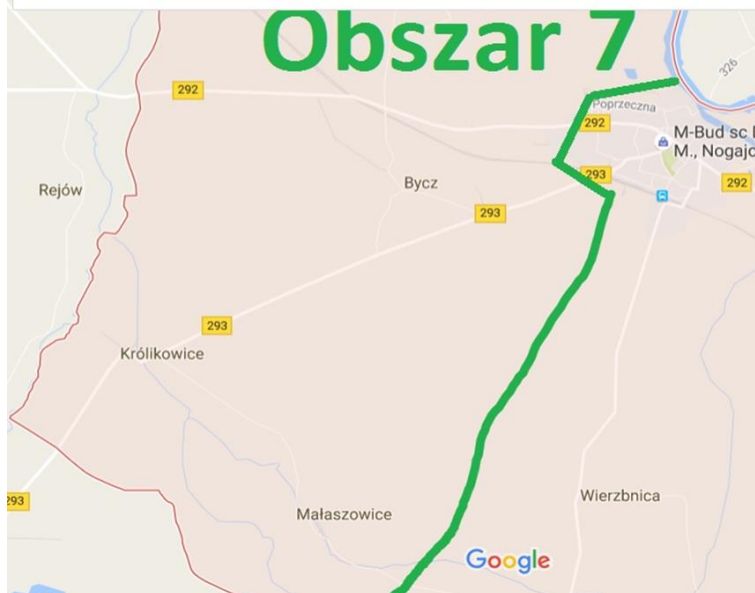 Obszar 7
326
292
Poprzeczna
292
M-Bud sc
M., Nogajc
Rejów
Bycz
293
292
293
293
Królikowice
293
Małaszowice
Wierzbnica
Google